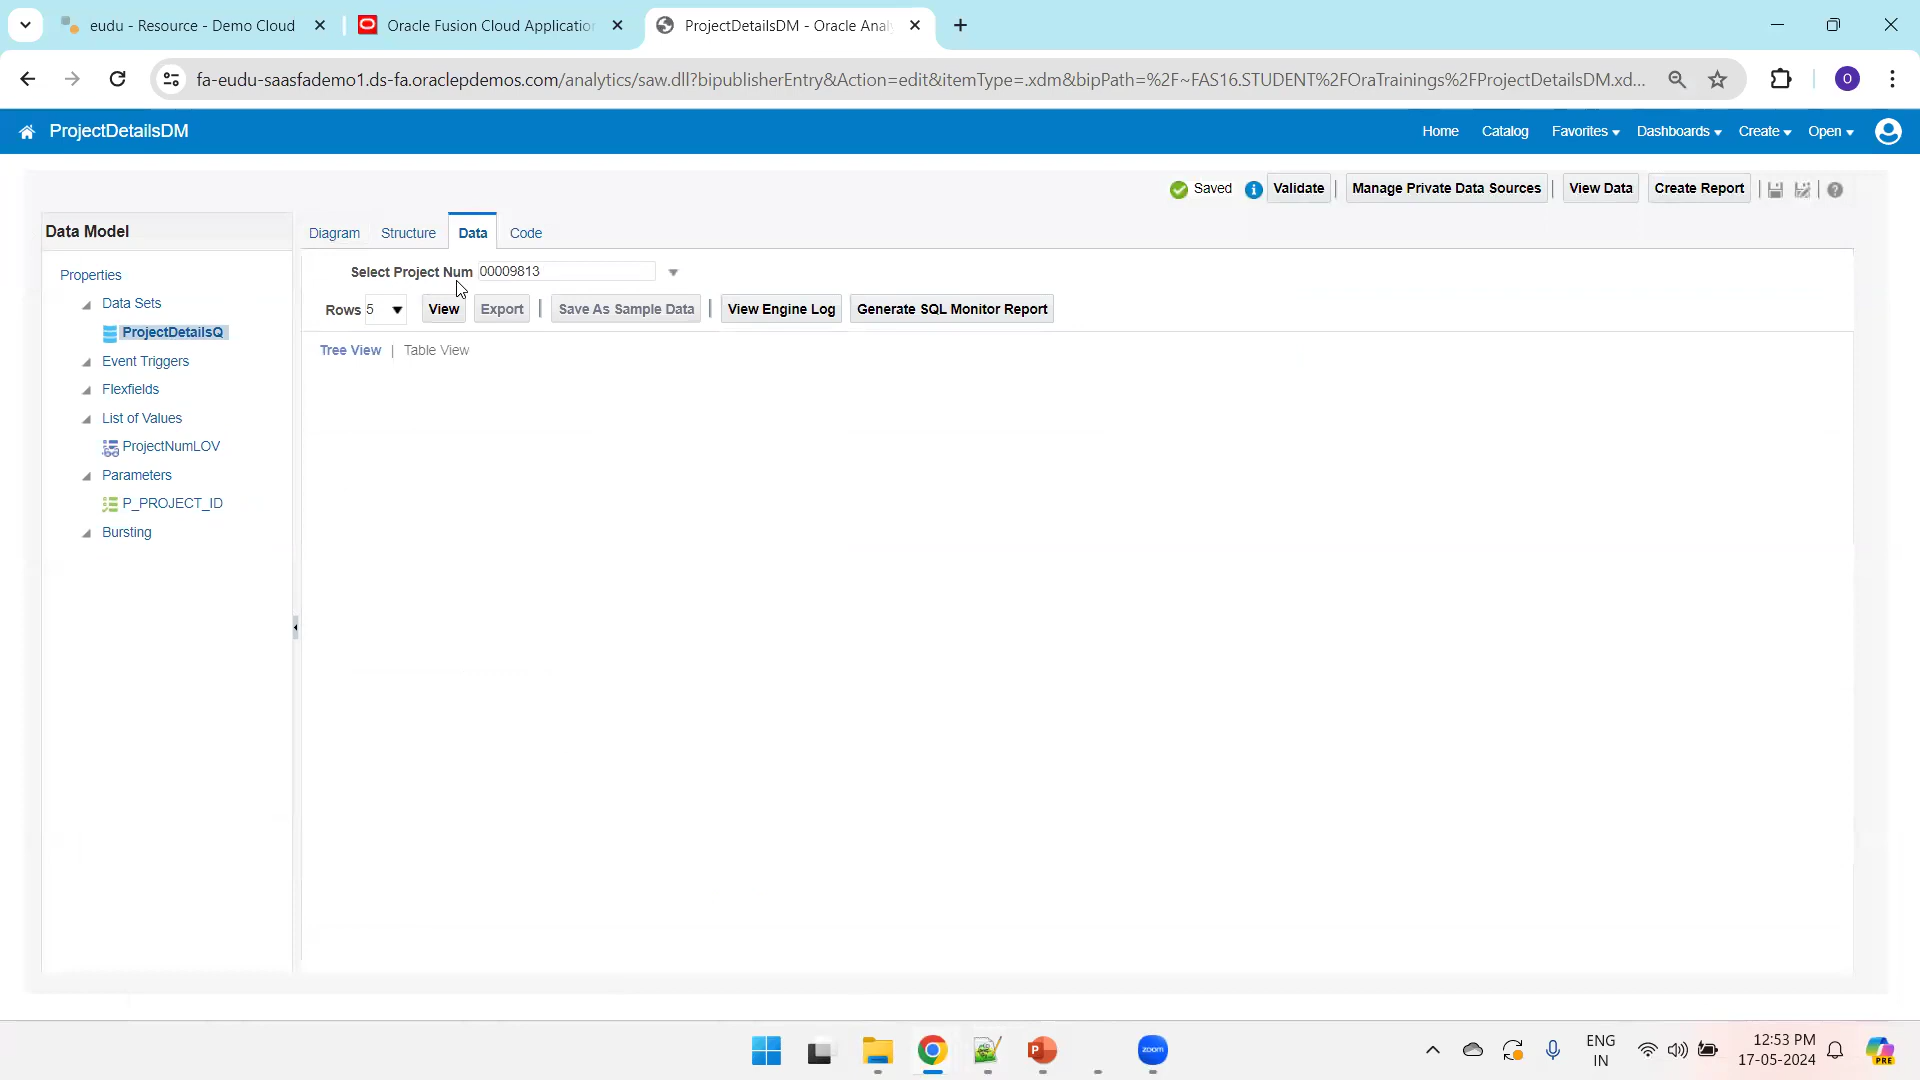 eudu - Resource - Demo Cloud
Oracle Fusion Cloud Applicatio
ProjectDetailsDM - Oracle Anal
fa-eudu-saasfademo1.ds-fa.oraclepdemos.com/analytics/saw.dll?bipublisherEntry&Action=edit&itemType=.xdm&bipPath=%2F~FAS16.STUDENT%2FOraTrainings%2FProjectDetailsDM.xd...
O
ProjectDetailsDM
Home
Catalog
Favorites
Dashboards
Create
Open
Saved
Validate
Manage Private Data Sources
View Data
Create Report
Data Model
Diagram
Structure
Data
Code
Select Project Num 00009813
Rows 5
View
Export
Save As Sample Data
View Engine Log
Generate SQL Monitor Report
Tree View | Table View
Properties
Data Sets
ProjectDetailsQ
Event Triggers
Flexfields
List of Values
ProjectNumLOV
Parameters
P_PROJECT_ID
Bursting
zoom
ENG
IN
12:53 PM
17-05-2024
PRE